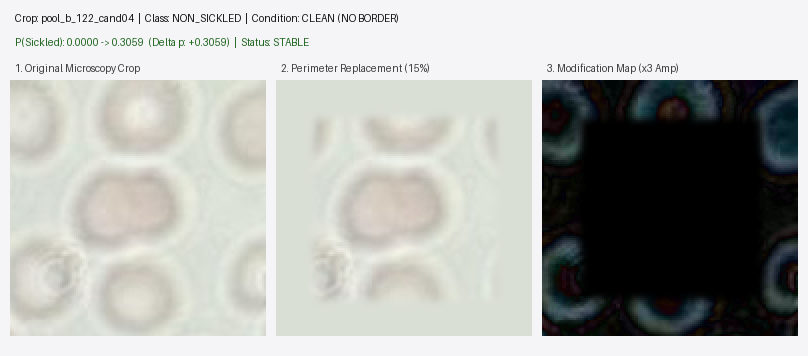 Crop: pool_b_122_cand04 | Class: NON_SICKLED | Condition: CLEAN (NO BORDER)
P(Sickled): 0.0000 -> 0.3059 (Delta p: +0.3059) | Status: STABLE
1. Original Microscopy Crop
2. Perimeter Replacement (15%)
3. Modification Map (x3 Amp)